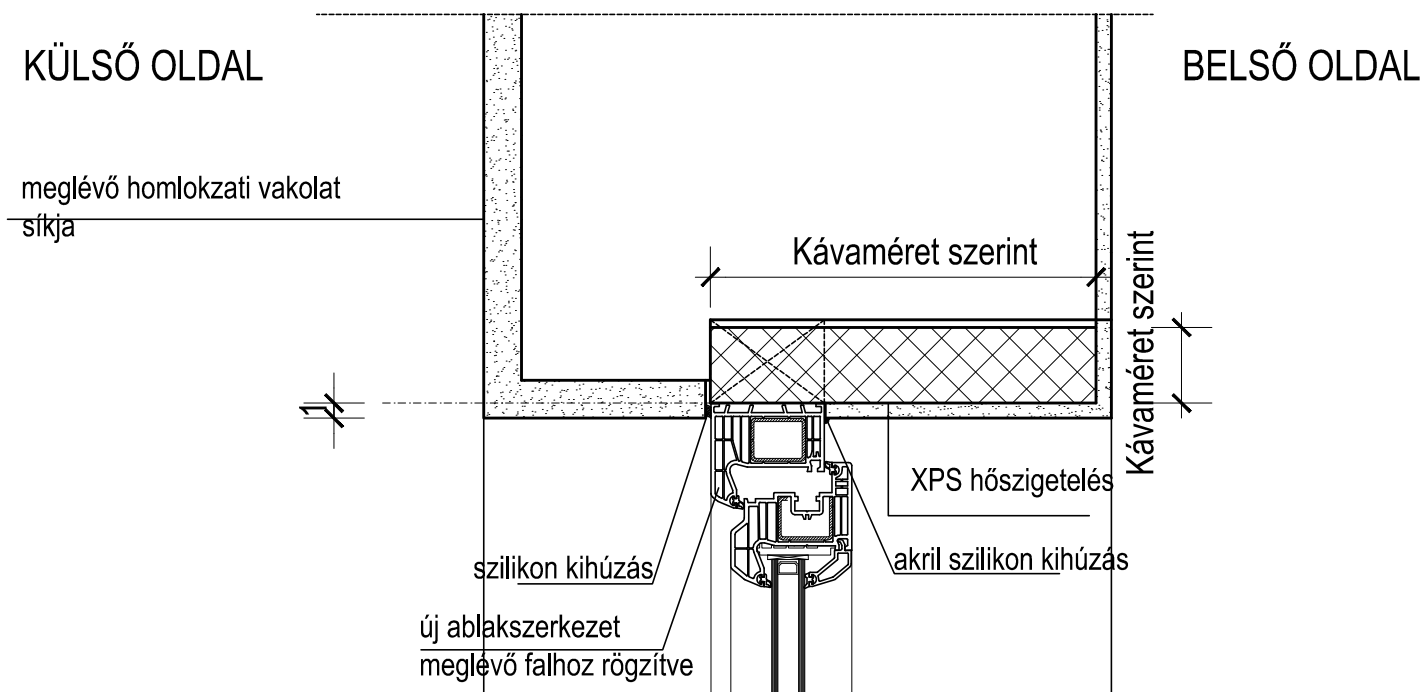 KÜLSŐ OLDAL
BELSŐ OLDAL
meglévő homlokzati vakolat
síkja
Kávaméret szerint
Kávaméret szerint
1
XPS hőszigetelés
szilikon kihúzás
akril szilikon kihúzás
új ablakszerkezet
meglévő falhoz rögzítve